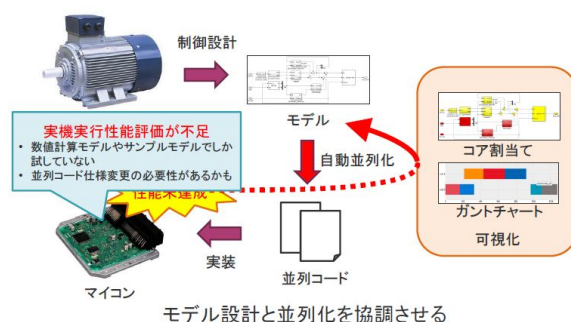 制御設計
モデル
実機実行性能評価が不足
• 数値計算モデルやサンプルモデルでしか
試していない
• 並列コード仕様変更の必要性があるかも
性能未達成
自動並列化
コア割当て
ガントチャート
可視化
実装
マイコン
並列コード
モデル設計と並列化を協調させる